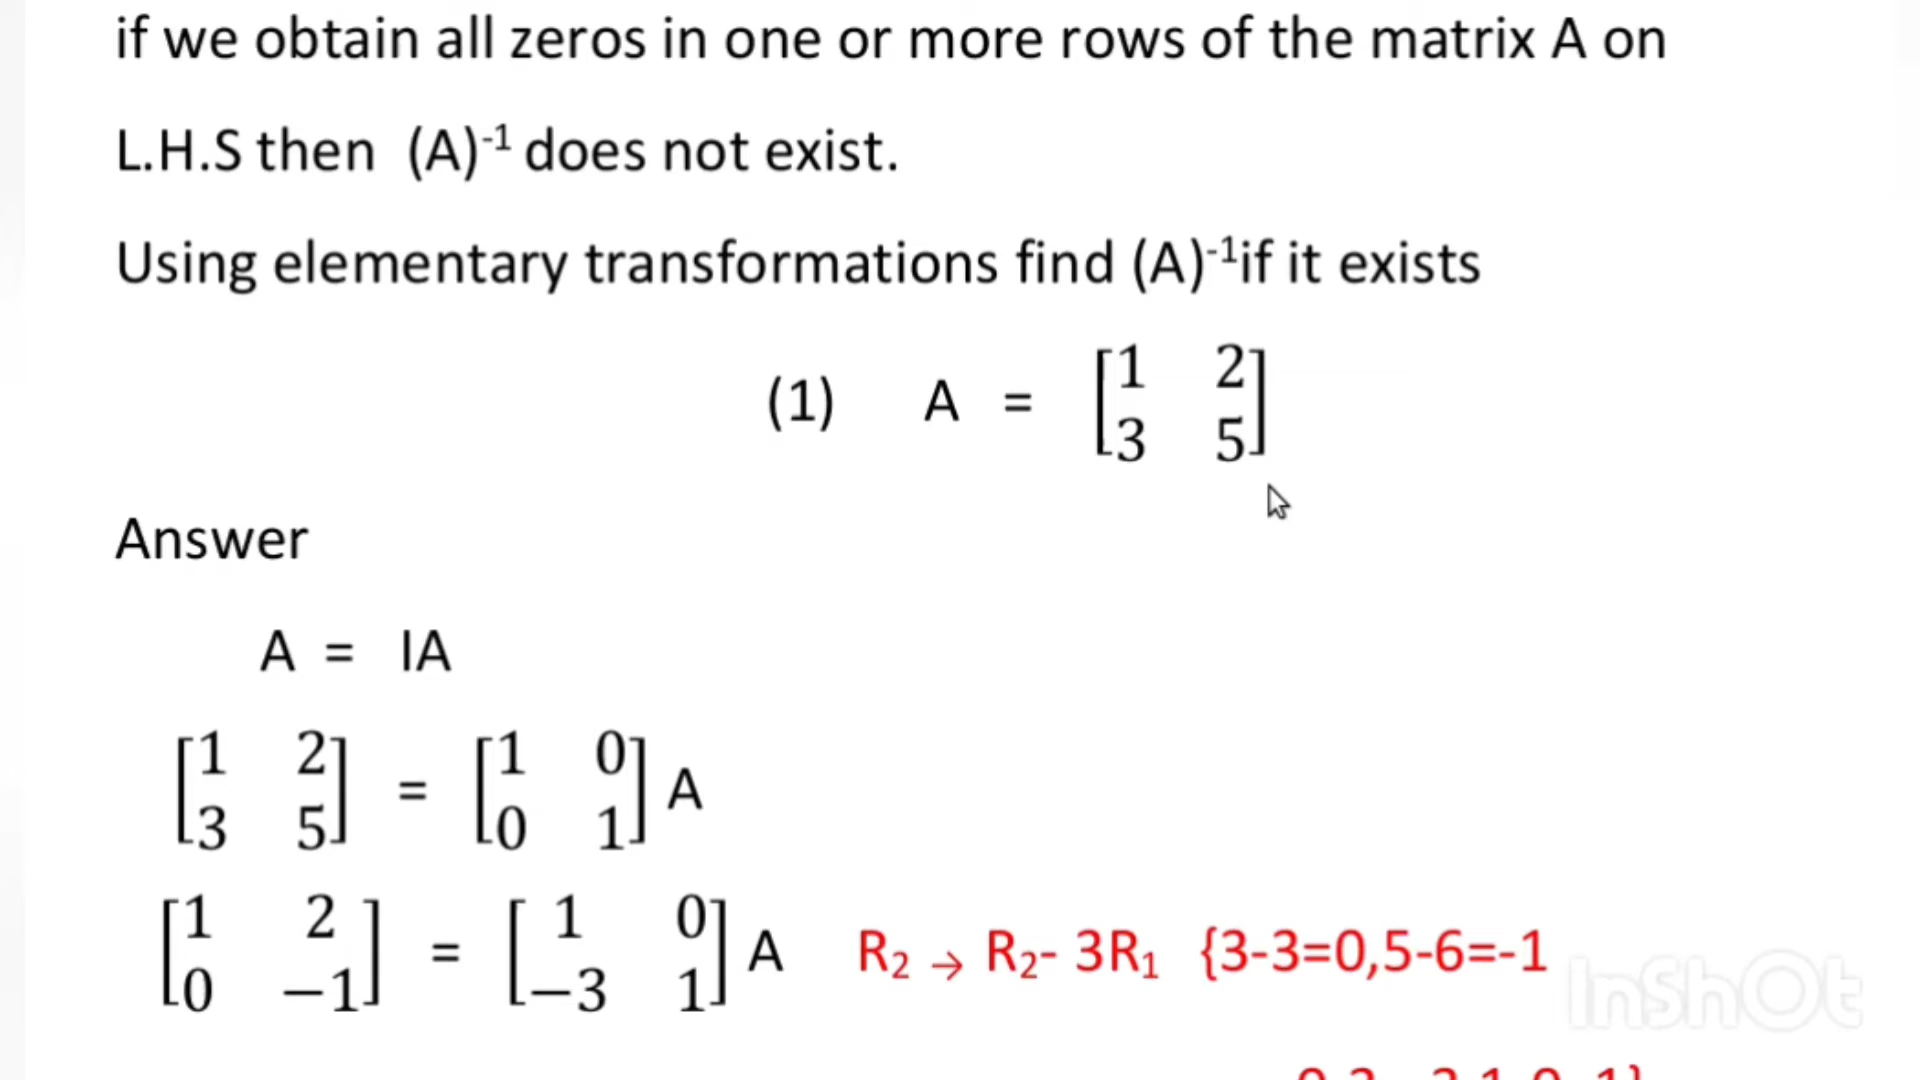 if we obtain all zeros in one or more rows of the matrix A on
L.H.S then (A)⁻¹ does not exist.
Using elementary transformations find (A)⁻¹if it exists
(1) A = [1 2
3 5]
Answer
A = IA
[1 2
3 5] = [1 0
0 1] A
[1 2
0 −1] = [1 0
−3 1] A R₂ → R₂- 3R₁ {3-3=0,5-6=-1
InShOt